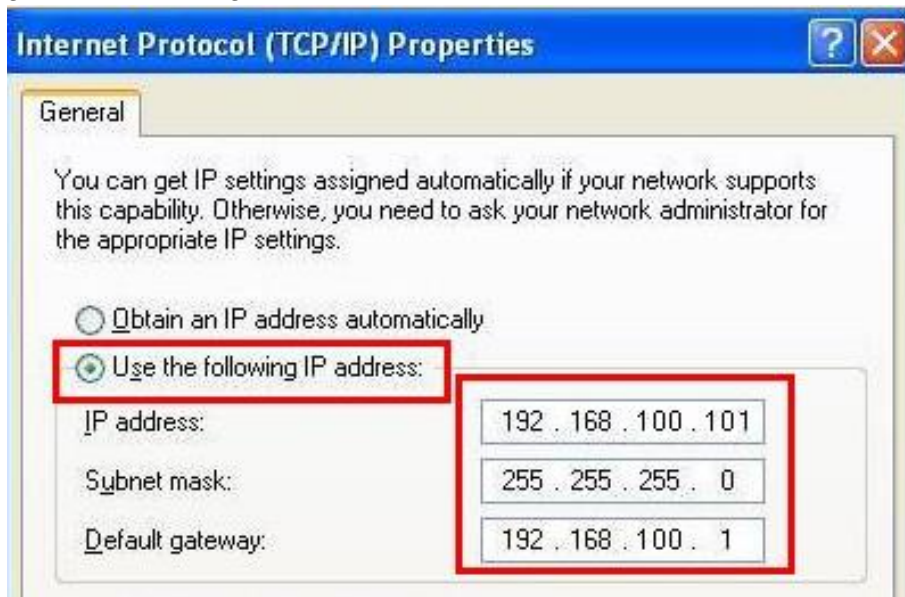 Internet Protocol (TCP/IP) Properties
General
You can get IP settings assigned automatically if your network supports
this capability. Otherwise, you need to ask your network administrator for
the appropriate IP settings.
Obtain an IP address automatically
Use the following IP address:
IP address: 192 . 168 . 100 . 101
Subnet mask: 255 . 255 . 255 . 0
Default gateway: 192 . 168 . 100 . 1